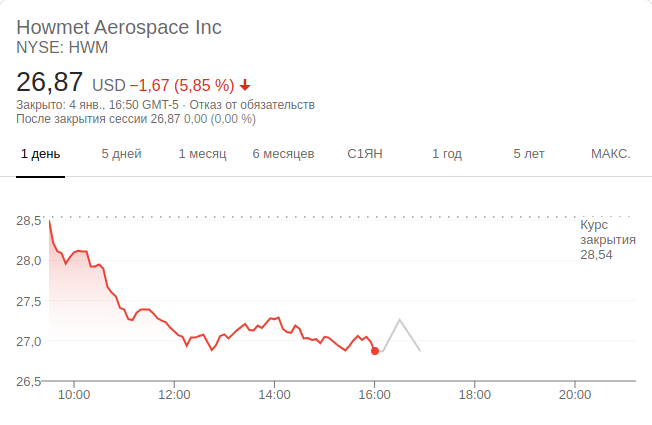 Howmet Aerospace Inc
NYSE: HWM
26,87 USD −1,67 (5,85 %)
Закрыто: 4 янв., 16:50 GMT-5 · Отказ от обязательств
После закрытия сессии 26,87 0,00 (0,00 %)
1 день 5 дней 1 месяц 6 месяцев С1ЯН 1 год 5 лет МАКС.
28,5
Курс
закрытия
28,54
28,0
27,5
27,0
26,5
10:00 12:00 14:00 16:00 18:00 20:00